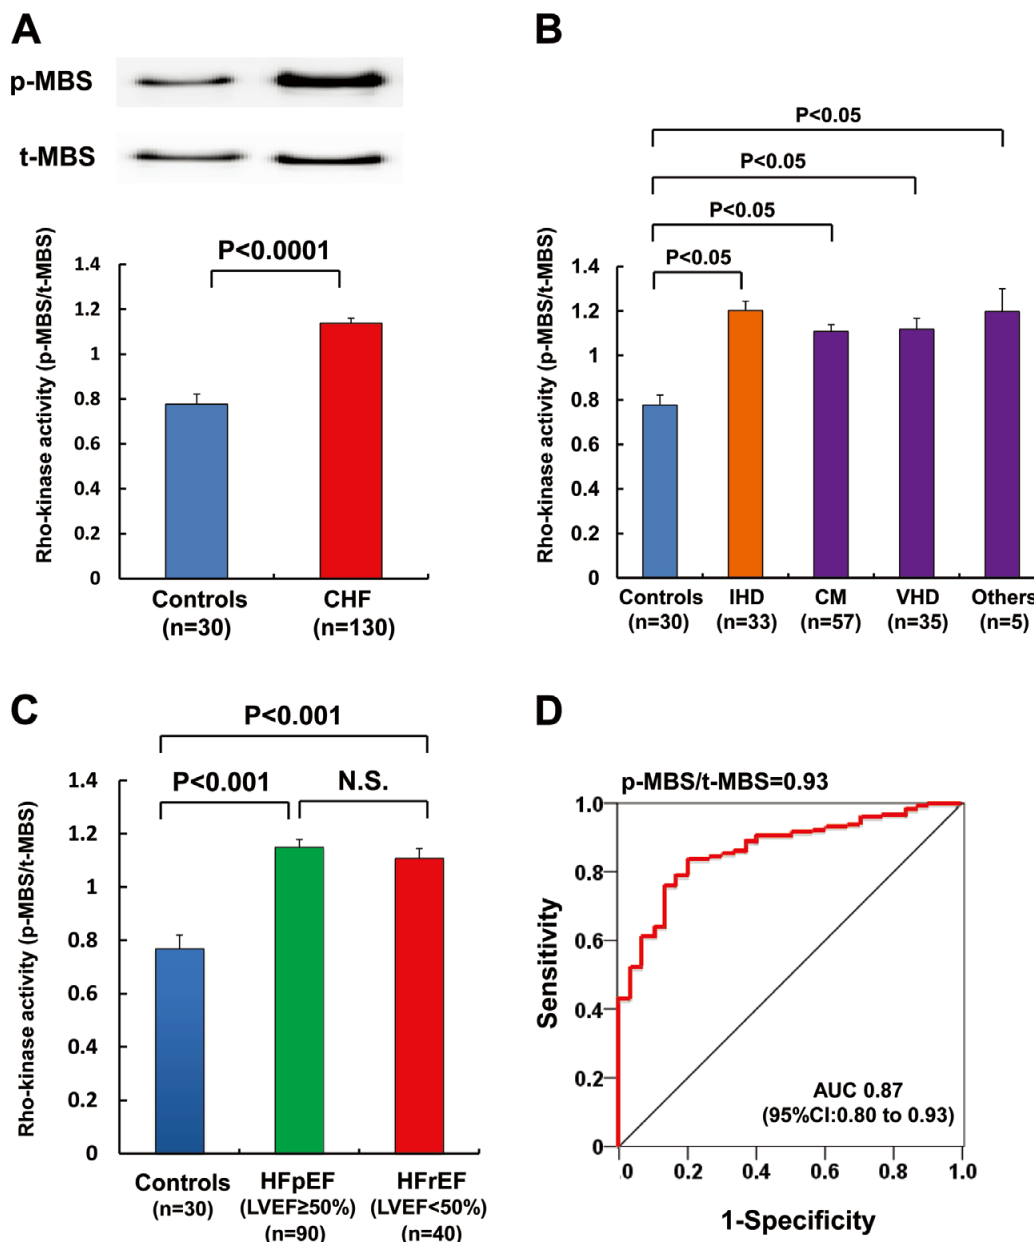 A
p-MBS
t-MBS
P<0.0001
Rho-kinase activity (p-MBS/t-MBS)
1.4
1.2
1
0.8
0.6
0.4
0.2
0
Controls
(n=30)
CHF
(n=130)
B
P<0.05
P<0.05
P<0.05
P<0.05
Rho-kinase activity (p-MBS/t-MBS)
1.4
1.2
1
0.8
0.6
0.4
0.2
0
Controls
(n=30)
IHD
(n=33)
CM
(n=57)
VHD
(n=35)
Others
(n=5)
C
P<0.001
P<0.001
N.S.
Rho-kinase activity (p-MBS/t-MBS)
1.4
1.2
1
0.8
0.6
0.4
0.2
0
Controls
(n=30)
HFpEF
(LVEF≥50%)
(n=90)
HFrEF
(LVEF<50%)
(n=40)
D
p-MBS/t-MBS=0.93
Sensitivity
1.0
0.8
0.6
0.4
0.2
0
AUC 0.87
(95%CI:0.80 to 0.93)
0.0 0.2 0.4 0.6 0.8 1.0
1-Specificity